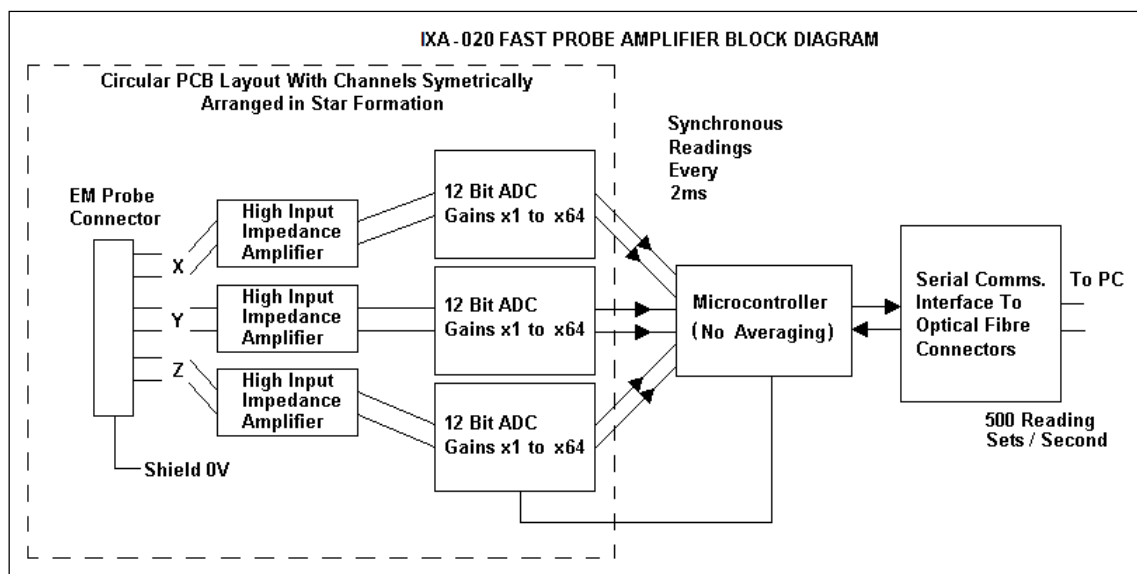 IXA-020 FAST PROBE AMPLIFIER BLOCK DIAGRAM
Circular PCB Layout With Channels Symetrically
Arranged in Star Formation
EM Probe
Connector
X
Y
Z
Shield 0V
High Input
Impedance
Amplifier
High Input
Impedance
Amplifier
High Input
Impedance
Amplifier
12 Bit ADC
Gains x1 to x64
12 Bit ADC
Gains x1 to x64
12 Bit ADC
Gains x1 to x64
Synchronous
Readings
Every
2ms
Microcontroller
(No Averaging)
Serial Comms.
Interface To
Optical Fibre
Connectors
To PC
500 Reading
Sets / Second